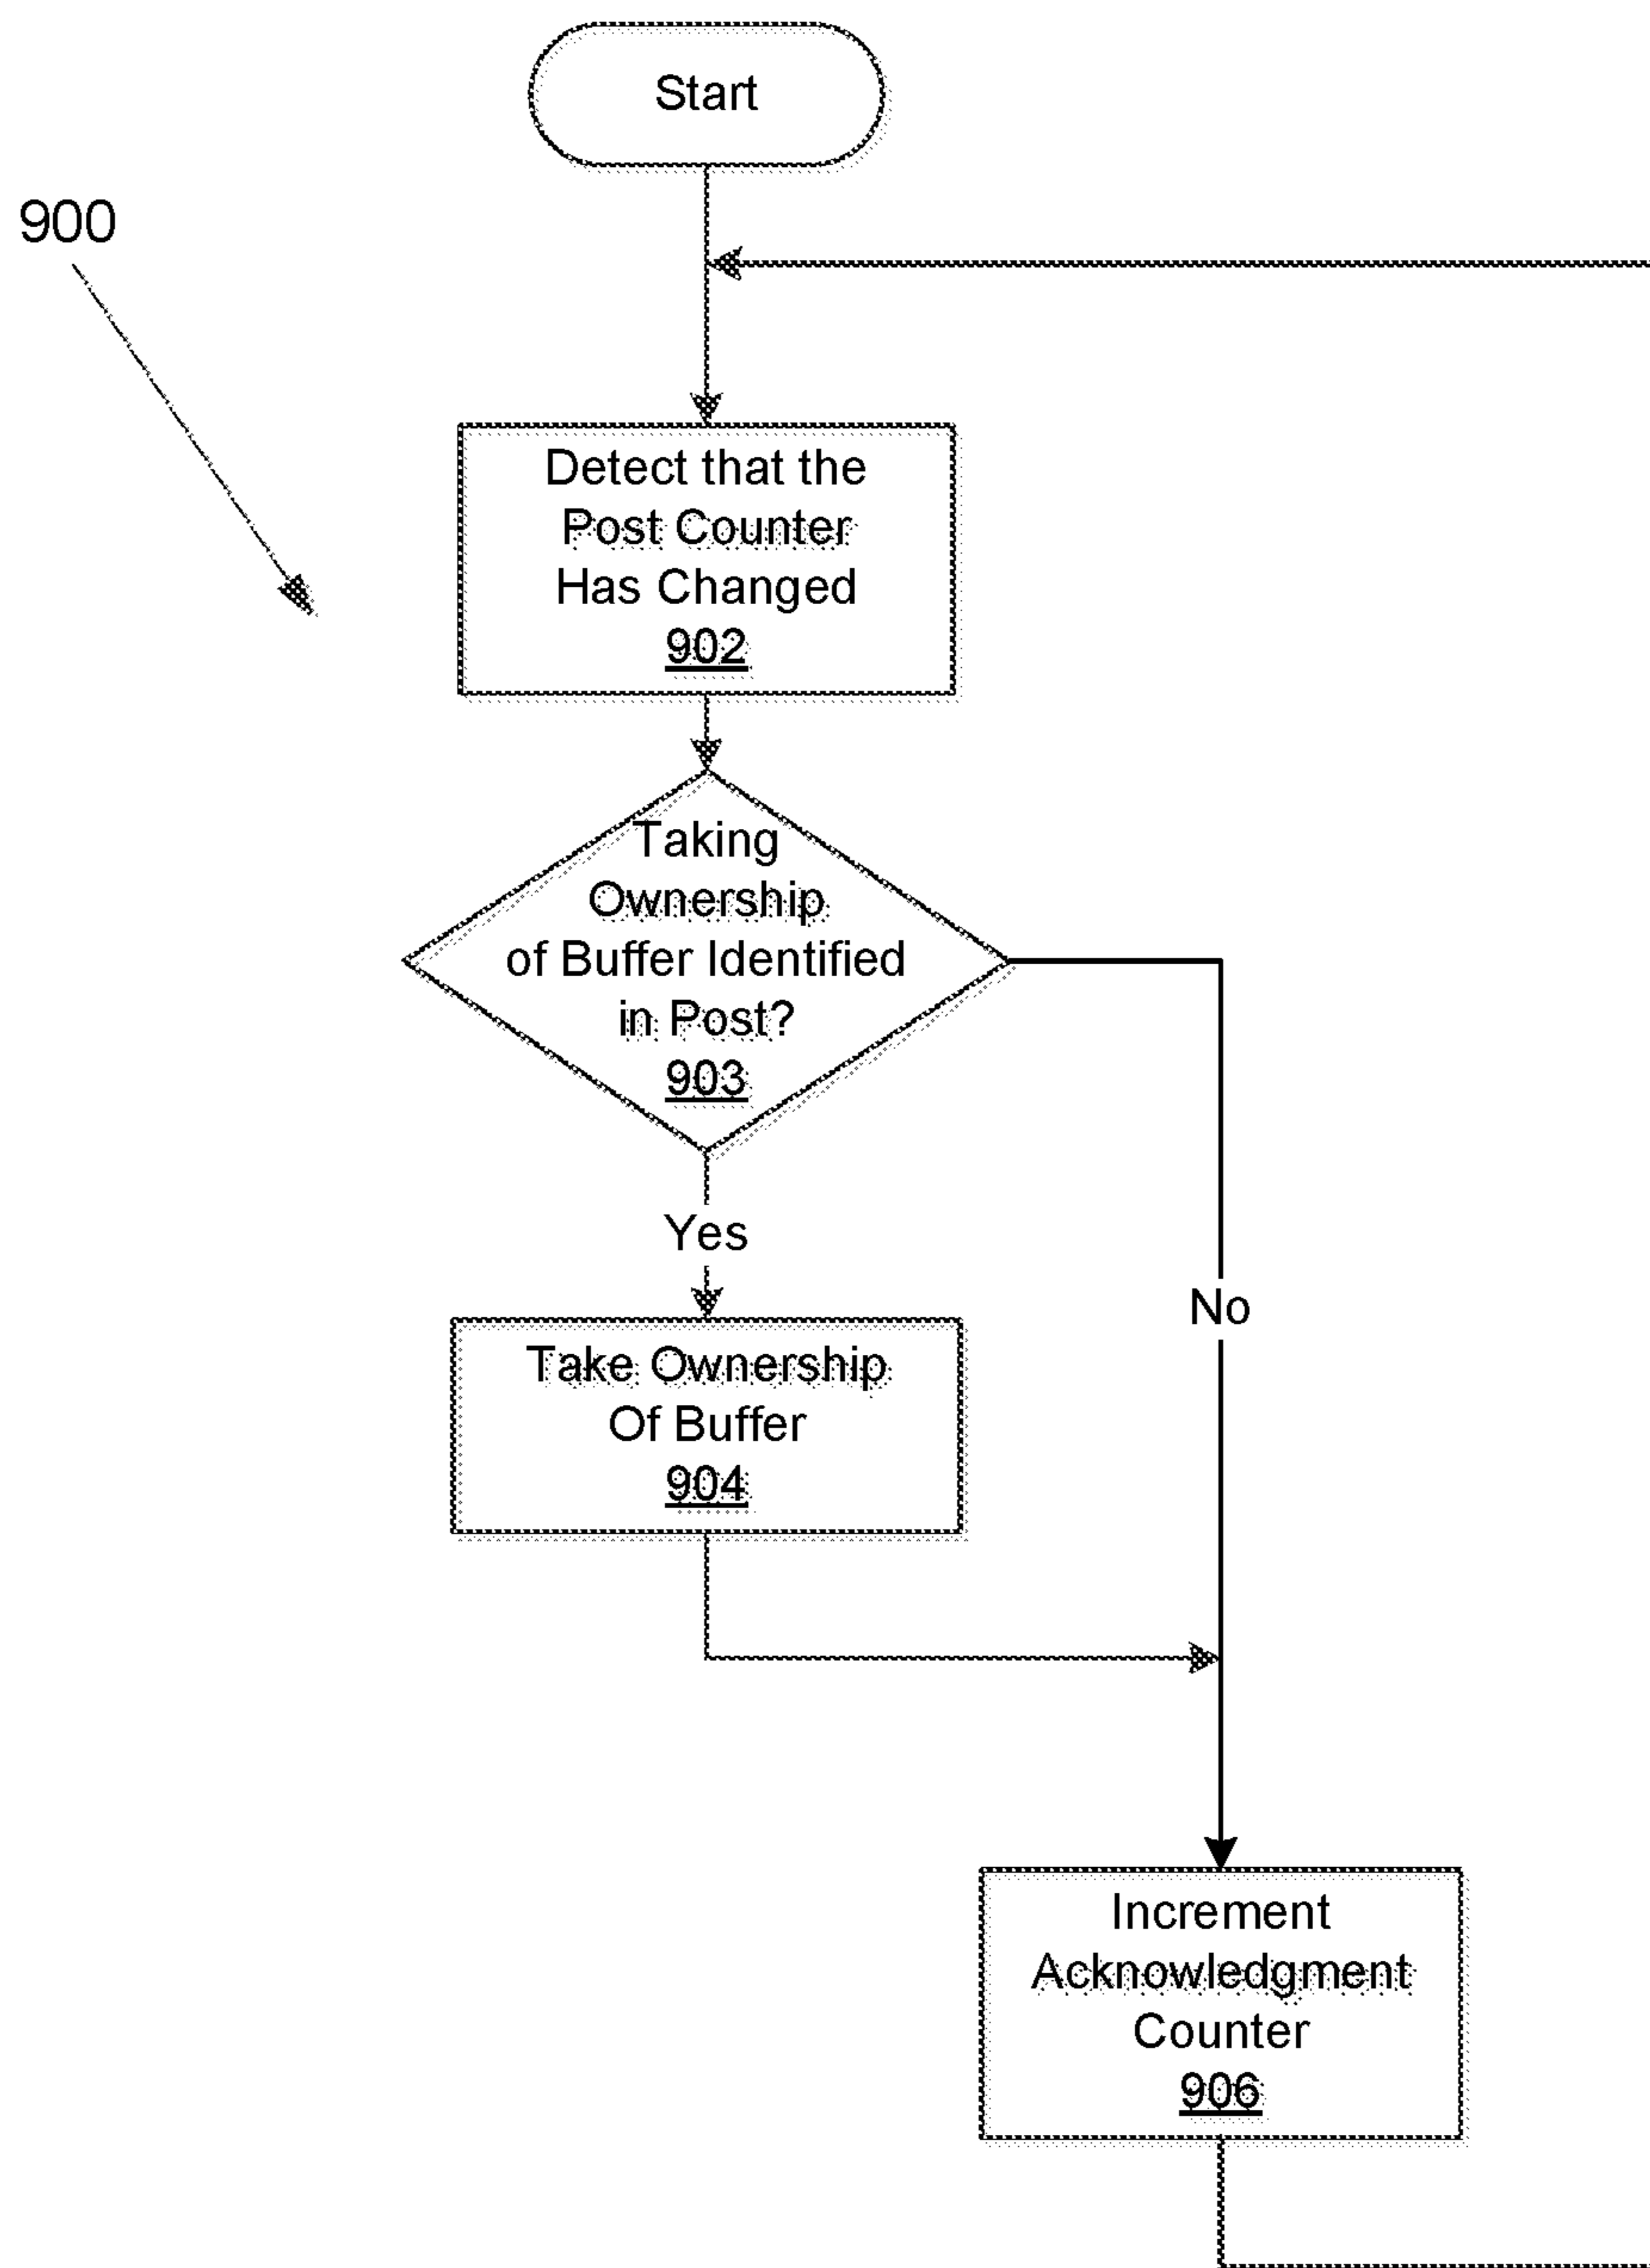 Start
900
Detect that the
Post Counter
Has Changed
902
Taking
Ownership
of Buffer Identified
in Post?
903
Yes
No
Take Ownership
Of Buffer
904
Increment
Acknowledgment
Counter
906